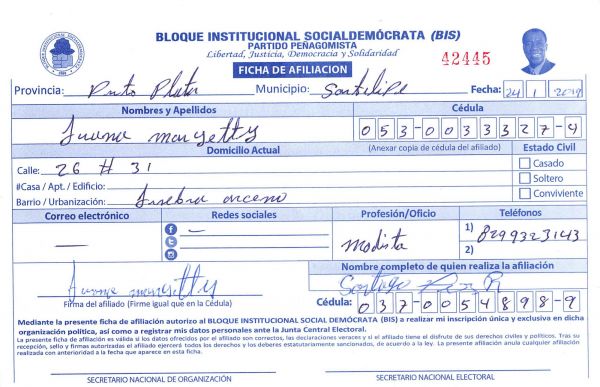 BLOQUE INSTITUCIONAL SOCIALDEMÓCRATA (BIS)
PARTIDO PEÑAGOMISTA
Libertad, Justicia, Democracia y Solidaridad
42445
FICHA DE AFILIACION
Provincia: Puerto Plata Municipio: San Felipe Fecha: 24 1 2019
Nombres y Apellidos Cédula
Juana margetty 053-0033327-4
Domicilio Actual (Anexar copia de cédula del afiliado) Estado Civil
Calle: 26 # 31 Casado
#Casa / Apt. / Edificio: Soltero
Barrio / Urbanización: Conviviente
Correo electrónico Redes sociales Profesión/Oficio Teléfonos
— — Modista 1) 8299323143
2)
Nombre completo de quien realiza la afiliación
Juana margetty Santiago
Firma del afiliado (Firme igual que en la Cédula) Cédula: 037-0054898-9
Mediante la presente ficha de afiliación autorizo al BLOQUE INSTITUCIONAL SOCIAL DEMÓCRATA (BIS) a realizar mi inscripción única y exclusiva en dicha
organización política, así como a registrar mis datos personales ante la Junta Central Electoral.
La presente ficha de afiliación es válida si los datos ofrecidos por el afiliado son correctos, las declaraciones veraces y si el afiliado tiene el disfrute de sus derechos civiles y políticos. Tras su
recepción, sello y firmas autorizadas el afiliado ejercerá todos los derechos y los deberes estatutariamente sancionados, de acuerdo a la ley. La presente afiliación anula cualquier afiliación
realizada con anterioridad a la fecha que aparece en esta ficha.
SECRETARIO NACIONAL DE ORGANIZACIÓN SECRETARIO NACIONAL ELECTORAL